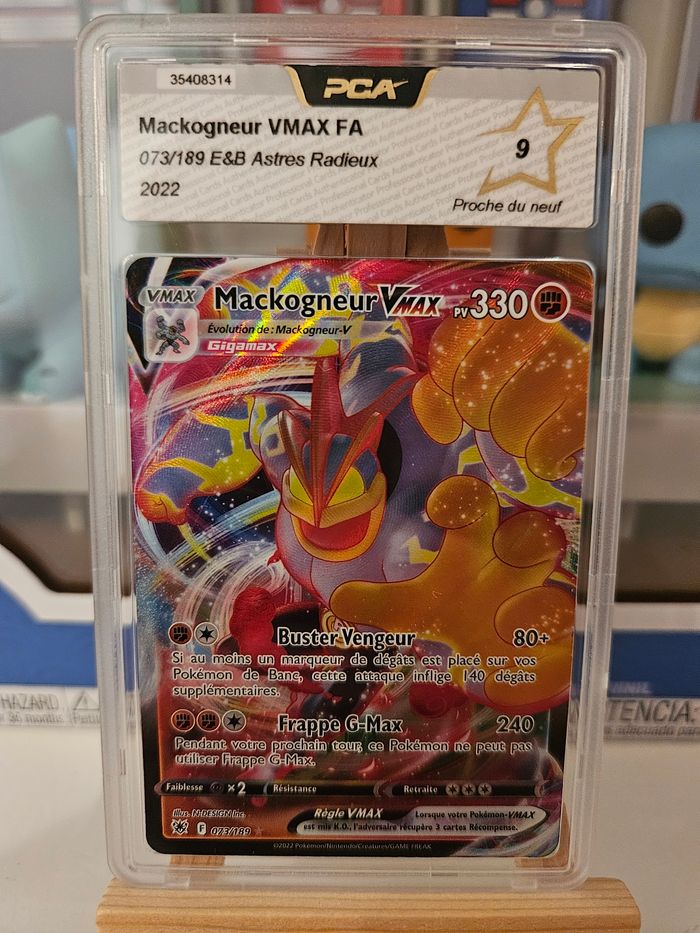 35408314
PCA
Mackogneur VMAX FA
073/189 E&B Astres Radieux
2022
9
Proche du neuf
VMAX
Mackogneur VMAX
PV 330
Évolution de : Mackogneur-V
Gigamax
Buster Vengeur 80+
Si au moins un marqueur de dégâts est placé sur vos
Pokémon de Banc, cette attaque inflige 140 dégâts
supplémentaires.
Frappe G-Max 240
Pendant votre prochain tour, ce Pokémon ne peut pas
utiliser Frappe G-Max.
Faiblesse ×2 Résistance Retraite
Illus. N-DESIGN Inc.
Règle VMAX Lorsque votre Pokémon-VMAX
est mis K.O., l'adversaire récupère 3 cartes Récompense.
F 073/189
©2022 Pokémon/Nintendo/Creatures/GAME FREAK
HAZARD